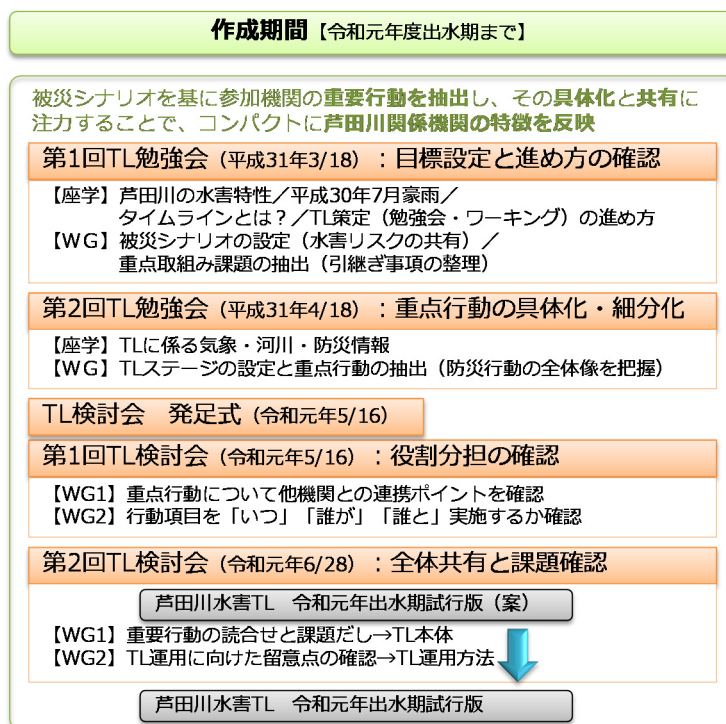 作成期間【令和元年度出水期まで】
被災シナリオを基に参加機関の重要行動を抽出し、その具体化と共有に
注力することで、コンパクトに芦田川関係機関の特徴を反映
第1回TL勉強会（平成31年3/18）：目標設定と進め方の確認
【座学】芦田川の水害特性／平成30年7月豪雨／
タイムラインとは？／TL策定（勉強会・ワーキング）の進め方
【WG】被災シナリオの設定（水害リスクの共有）／
重点取組み課題の抽出（引継ぎ事項の整理）
第2回TL勉強会（平成31年4/18）：重点行動の具体化・細分化
【座学】TLに係る気象・河川・防災情報
【WG】TLステージの設定と重点行動の抽出（防災行動の全体像を把握）
TL検討会　発足式（令和元年5/16）
第1回TL検討会（令和元年5/16）：役割分担の確認
【WG1】重点行動について他機関との連携ポイントを確認
【WG2】行動項目を「いつ」「誰が」「誰と」実施するか確認
第2回TL検討会（令和元年6/28）：全体共有と課題確認
芦田川水害TL　令和元年出水期試行版（案）
【WG1】重要行動の読合せと課題だし→TL本体
【WG2】TL運用に向けた留意点の確認→TL運用方法
芦田川水害TL　令和元年出水期試行版